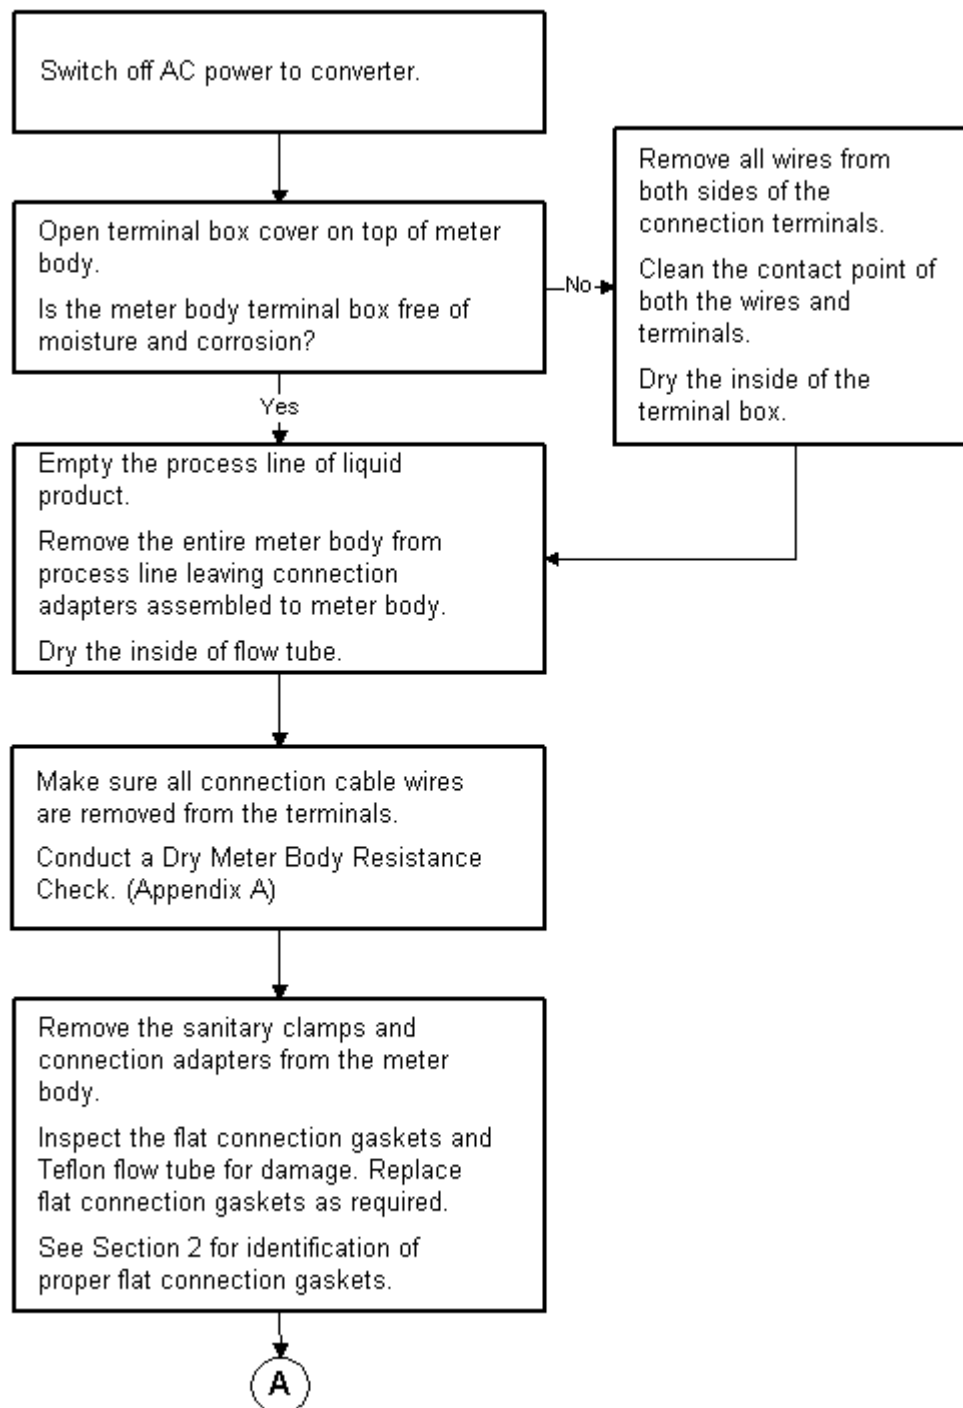 Switch off AC power to converter.
Open terminal box cover on top of meter
body.
Is the meter body terminal box free of
moisture and corrosion?
No
Remove all wires from
both sides of the
connection terminals.
Clean the contact point of
both the wires and
terminals.
Dry the inside of the
terminal box.
Yes
Empty the process line of liquid
product.
Remove the entire meter body from
process line leaving connection
adapters assembled to meter body.
Dry the inside of flow tube.
Make sure all connection cable wires
are removed from the terminals.
Conduct a Dry Meter Body Resistance
Check. (Appendix A)
Remove the sanitary clamps and
connection adapters from the meter
body.
Inspect the flat connection gaskets and
Teflon flow tube for damage. Replace
flat connection gaskets as required.
See Section 2 for identification of
proper flat connection gaskets.
A